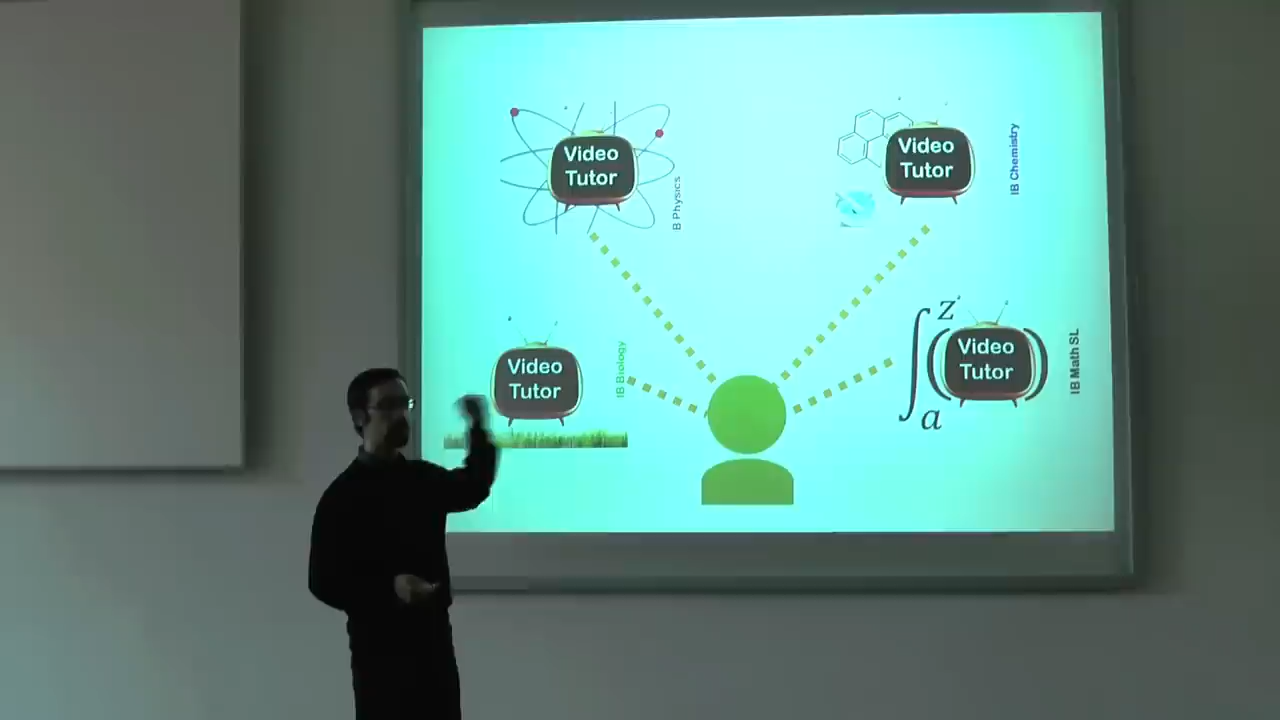 Video
Tutor
B Physics
Video
Tutor
IB Chemistry
Video
Tutor
IB Biology
z
Video
Tutor
a
IB Math SL